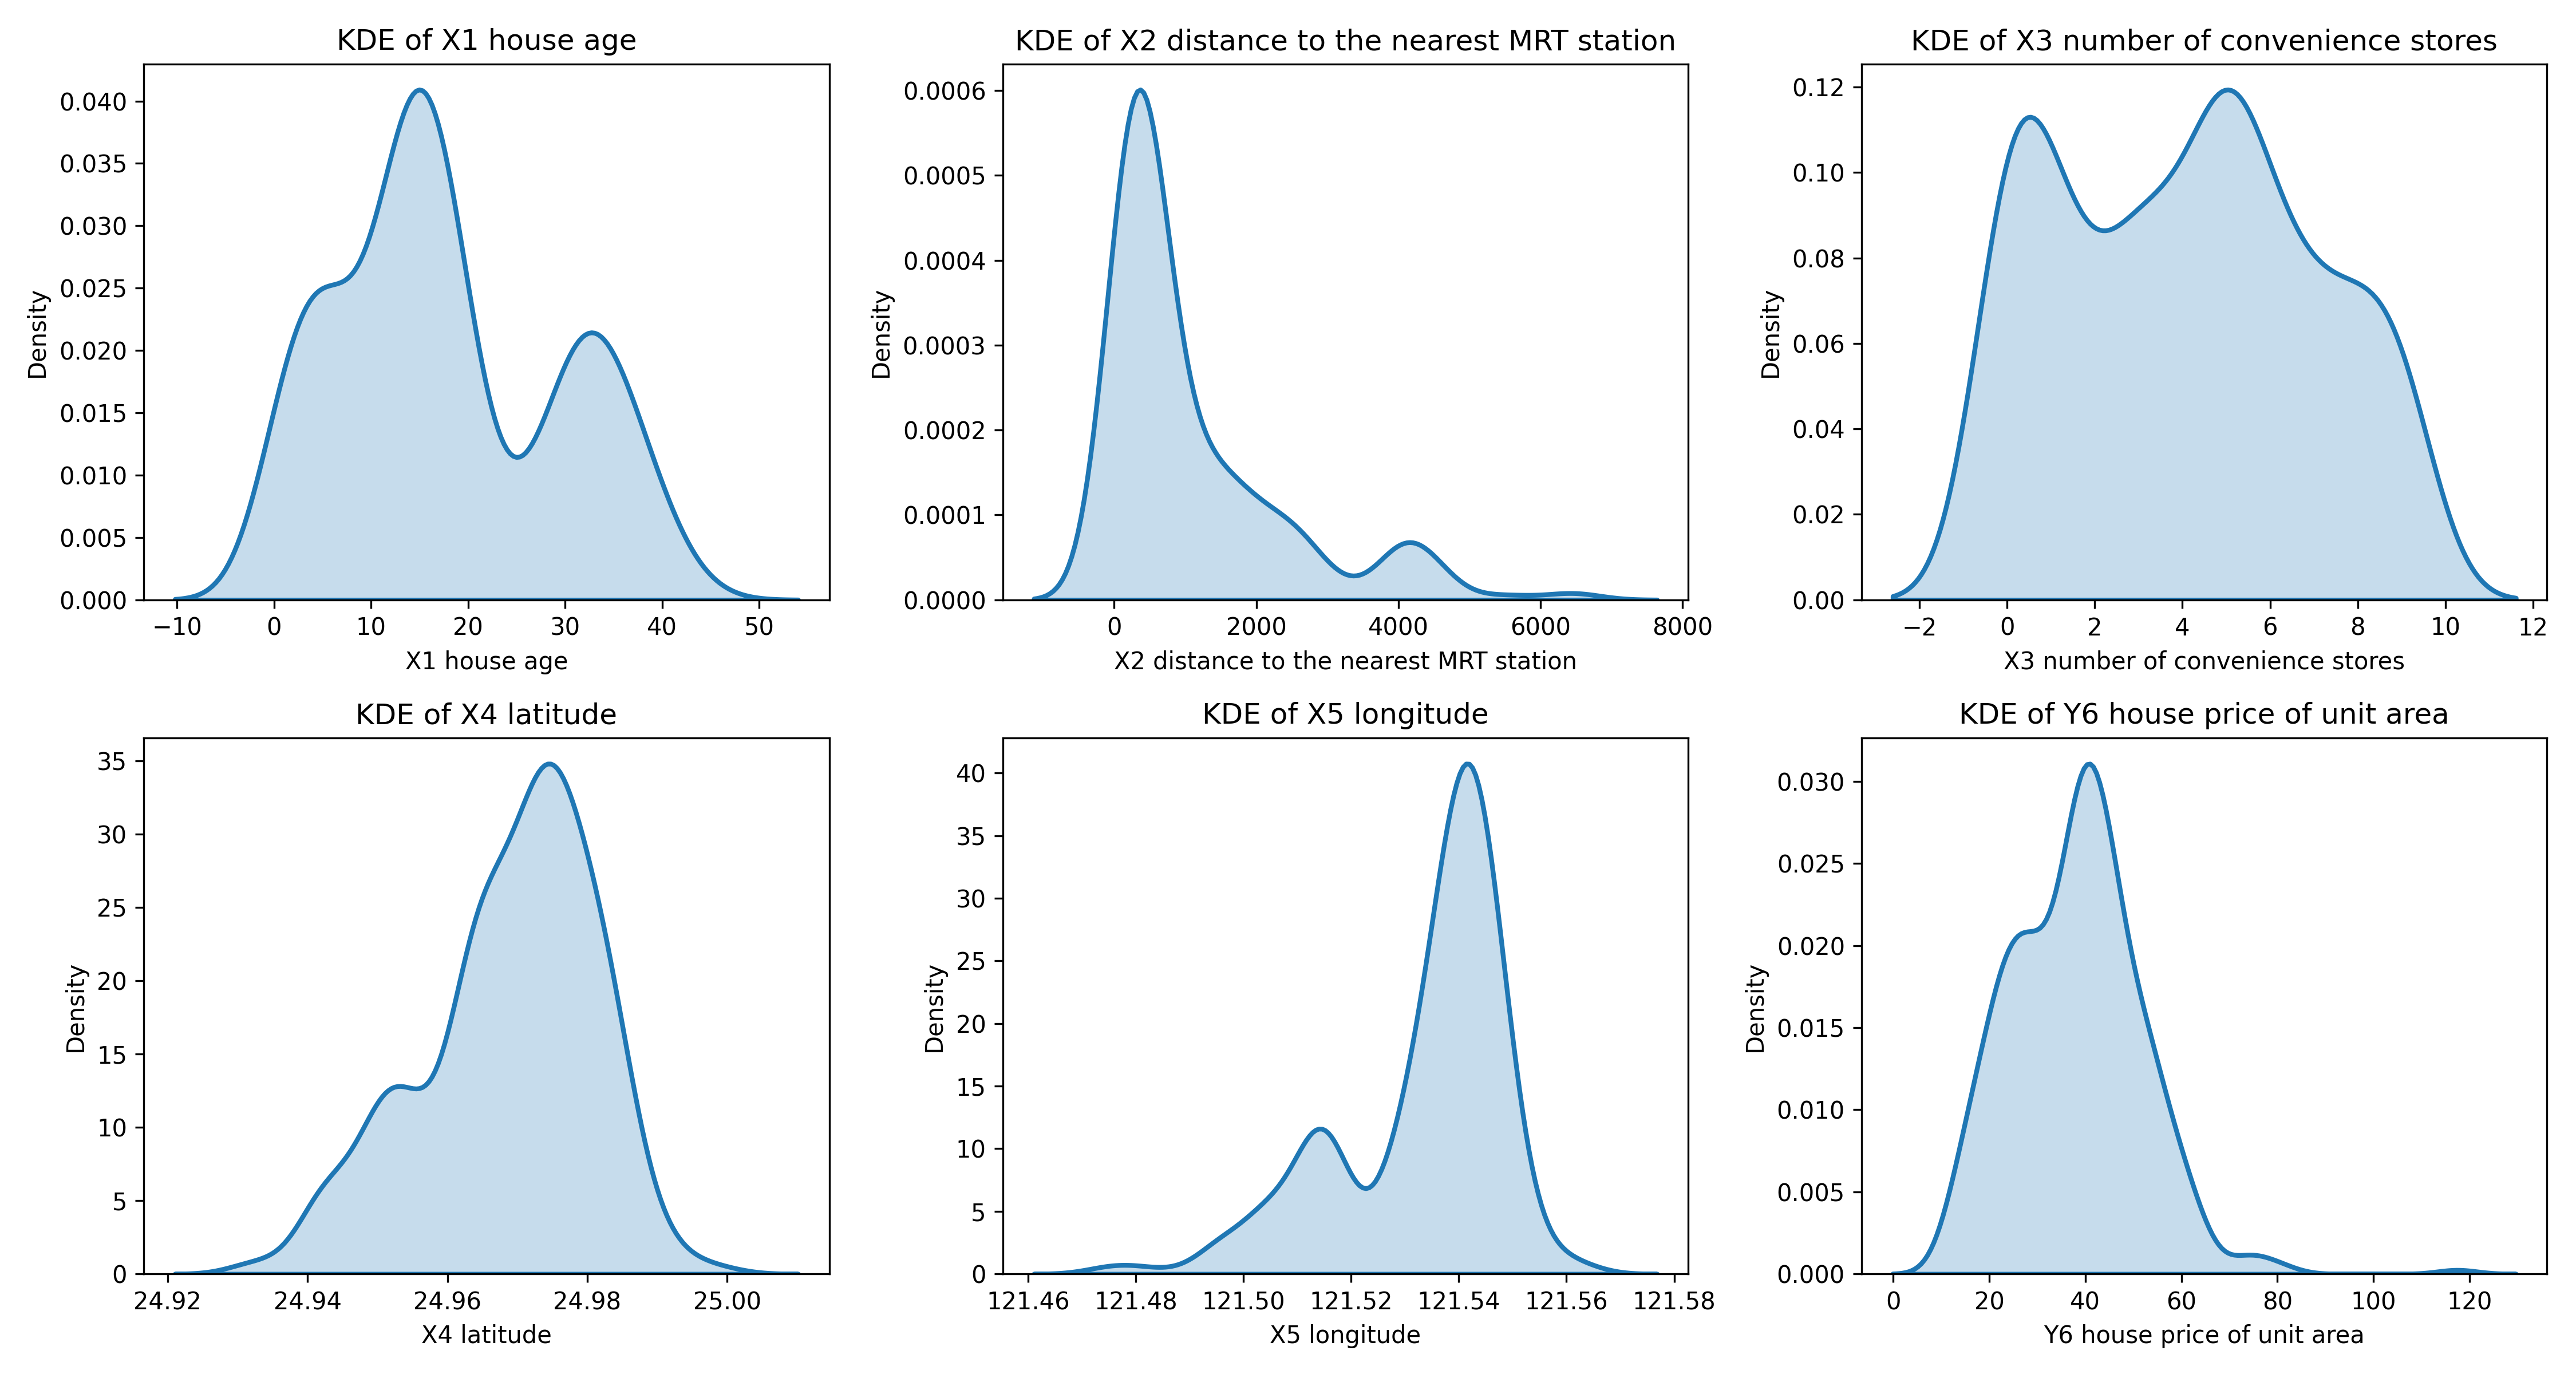 KDE of X1 house age
0.040
0.035
0.030
0.025
0.020
0.015
0.010
0.005
0.000
Density
−10 0 10 20 30 40 50
X1 house age
KDE of X2 distance to the nearest MRT station
0.0006
0.0005
0.0004
0.0003
0.0002
0.0001
0.0000
Density
0 2000 4000 6000 8000
X2 distance to the nearest MRT station
KDE of X3 number of convenience stores
0.12
0.10
0.08
0.06
0.04
0.02
0.00
Density
−2 0 2 4 6 8 10 12
X3 number of convenience stores
KDE of X4 latitude
35
30
25
20
15
10
5
0
Density
24.92 24.94 24.96 24.98 25.00
X4 latitude
KDE of X5 longitude
40
35
30
25
20
15
10
5
0
Density
121.46 121.48 121.50 121.52 121.54 121.56 121.58
X5 longitude
KDE of Y6 house price of unit area
0.030
0.025
0.020
0.015
0.010
0.005
0.000
Density
0 20 40 60 80 100 120
Y6 house price of unit area